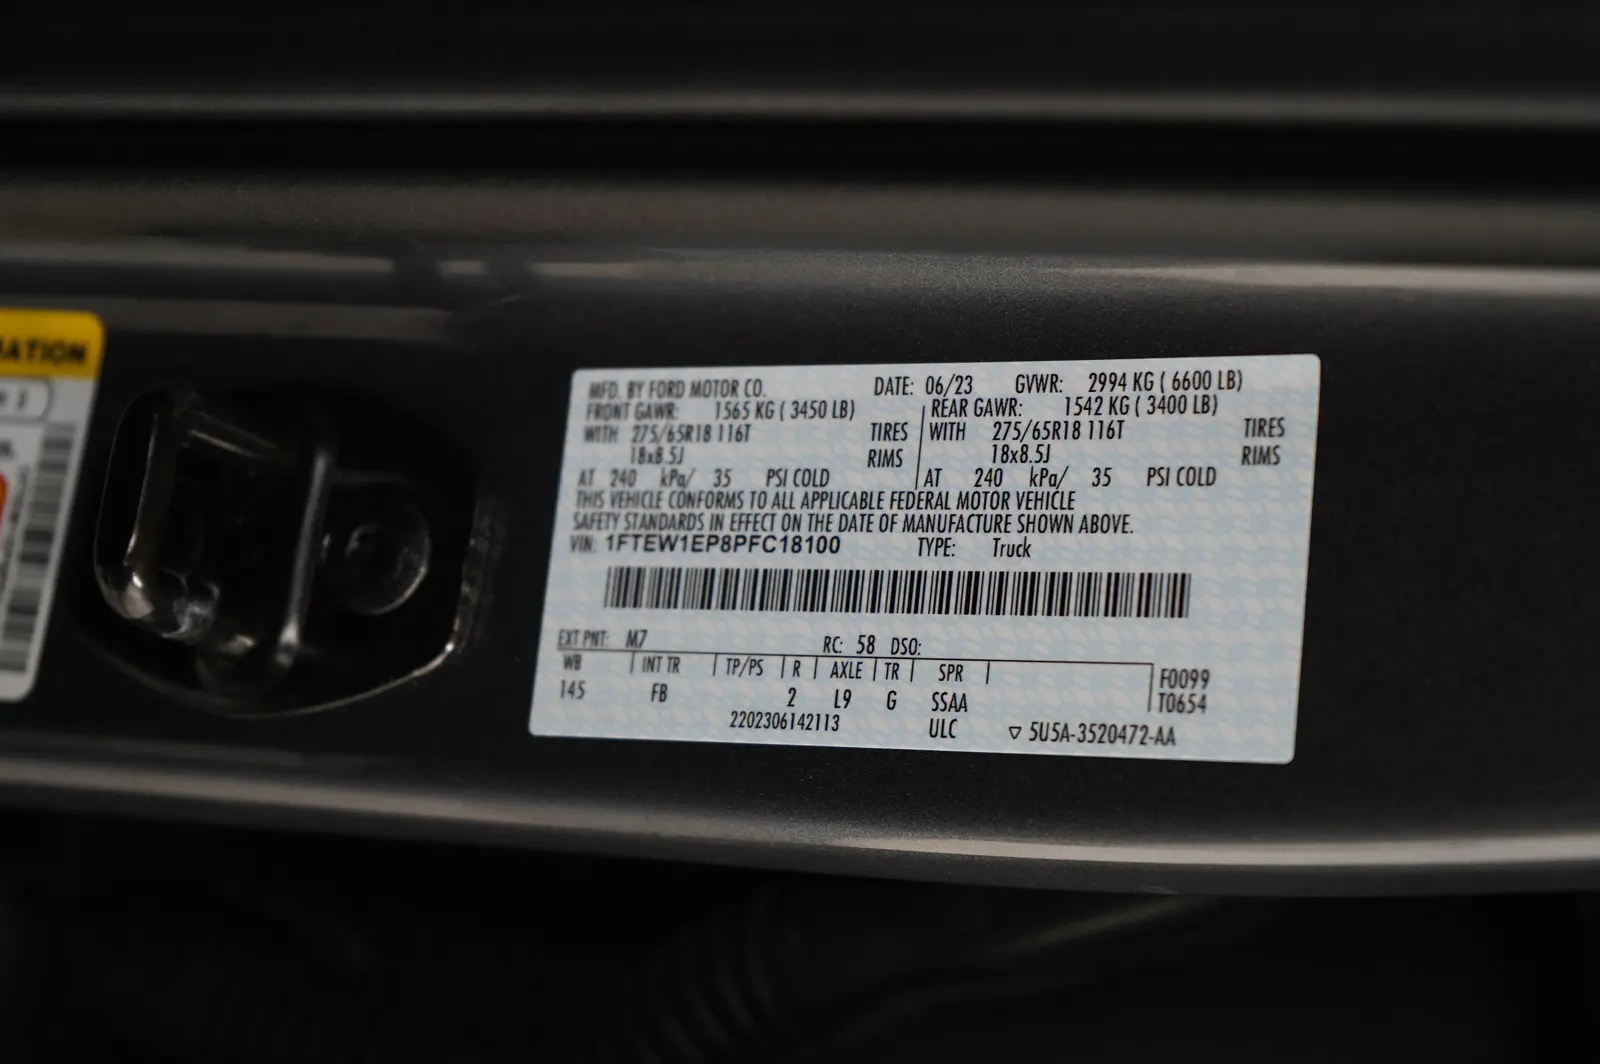 MATION
MFD. BY FORD MOTOR CO. DATE: 06/23 GVWR: 2994 KG ( 6600 LB)
FRONT GAWR: 1565 KG ( 3450 LB) REAR GAWR: 1542 KG ( 3400 LB)
WITH 275/65R18 116T TIRES WITH 275/65R18 116T TIRES
18x8.5J RIMS 18x8.5J RIMS
AT 240 kPa/ 35 PSI COLD AT 240 kPa/ 35 PSI COLD
THIS VEHICLE CONFORMS TO ALL APPLICABLE FEDERAL MOTOR VEHICLE
SAFETY STANDARDS IN EFFECT ON THE DATE OF MANUFACTURE SHOWN ABOVE.
VIN: 1FTEW1EP8PFC18100 TYPE: Truck
EXT PNT: M7 RC: 58 DSO:
WB INT TR TP/PS R AXLE TR SPR F0099
145 FB 2 L9 G SSAA T0654
2202306142113 ULC ▽ 5U5A-3520472-AA